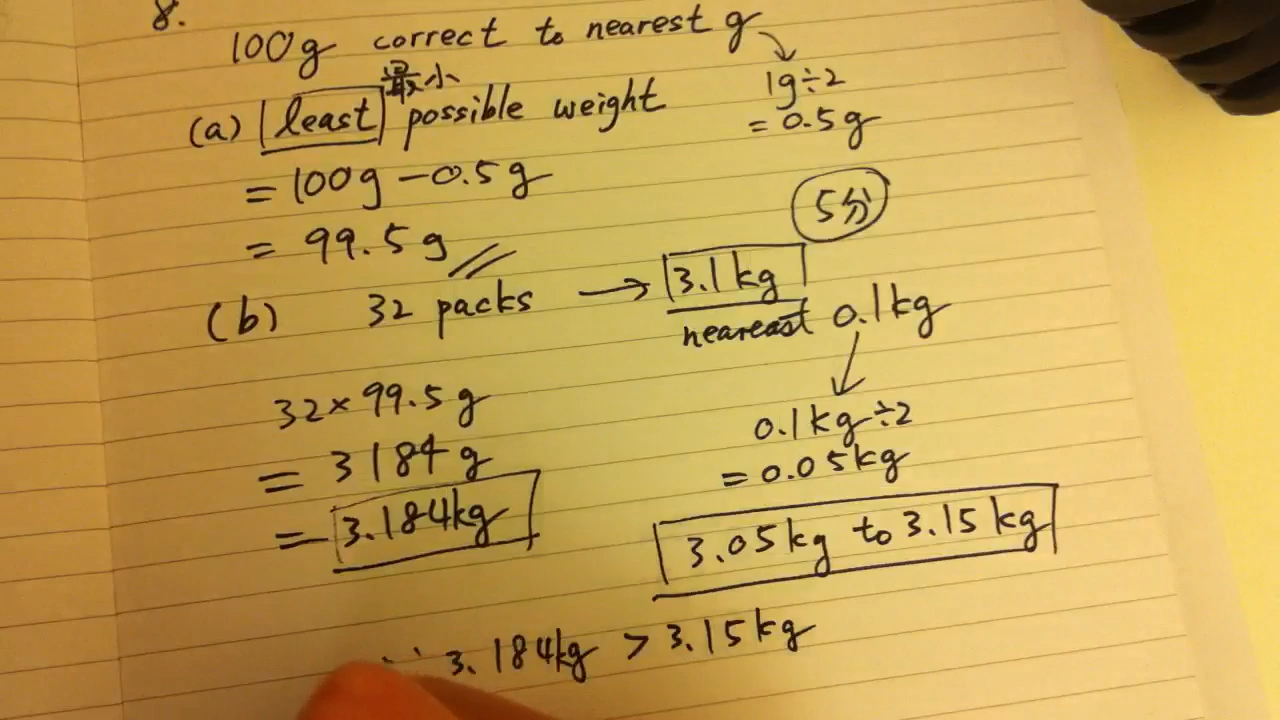 8.
100g correct to nearest g
1g÷2
= 0.5g
最小
(a) least possible weight
= 100g − 0.5g
= 99.5g
5分
(b) 32 packs → 3.1kg
neareast 0.1kg
32 × 99.5g
= 3184g
= 3.184kg
0.1kg÷2
= 0.05kg
3.05kg to 3.15kg
∵ 3.184kg > 3.15kg